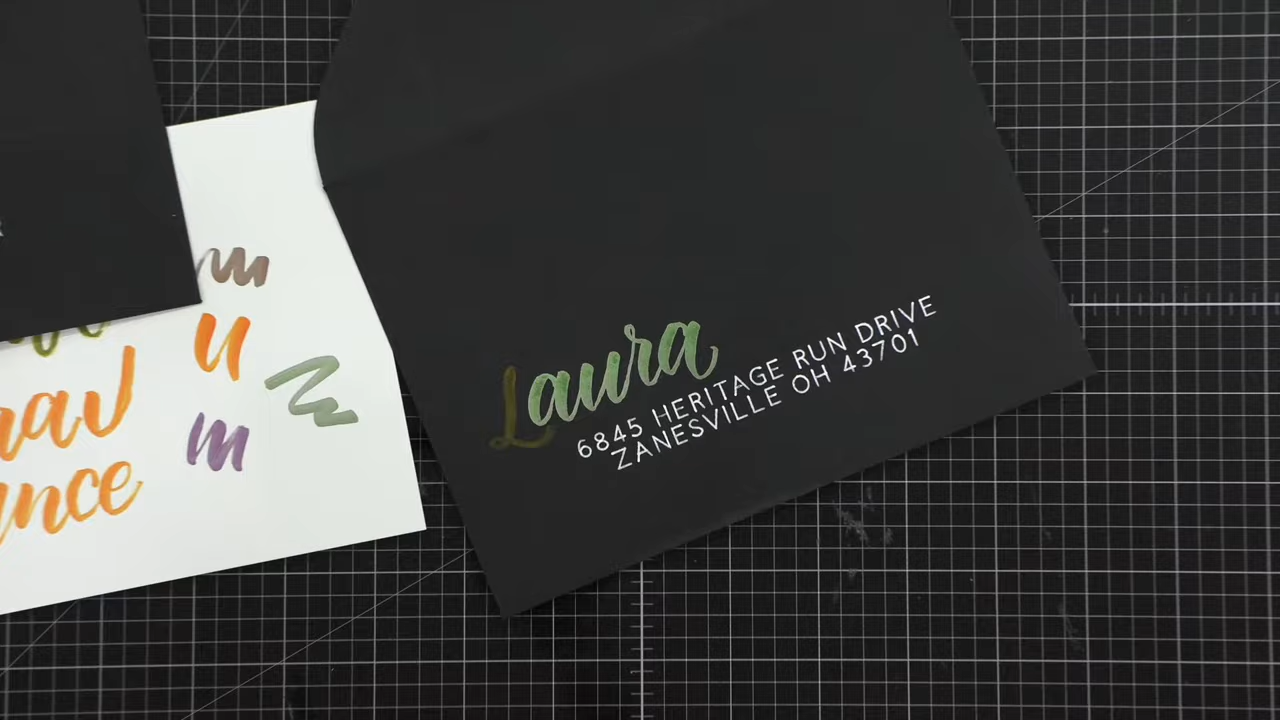 Laura
6845 HERITAGE RUN DRIVE
ZANESVILLE OH 43701
m
u
m